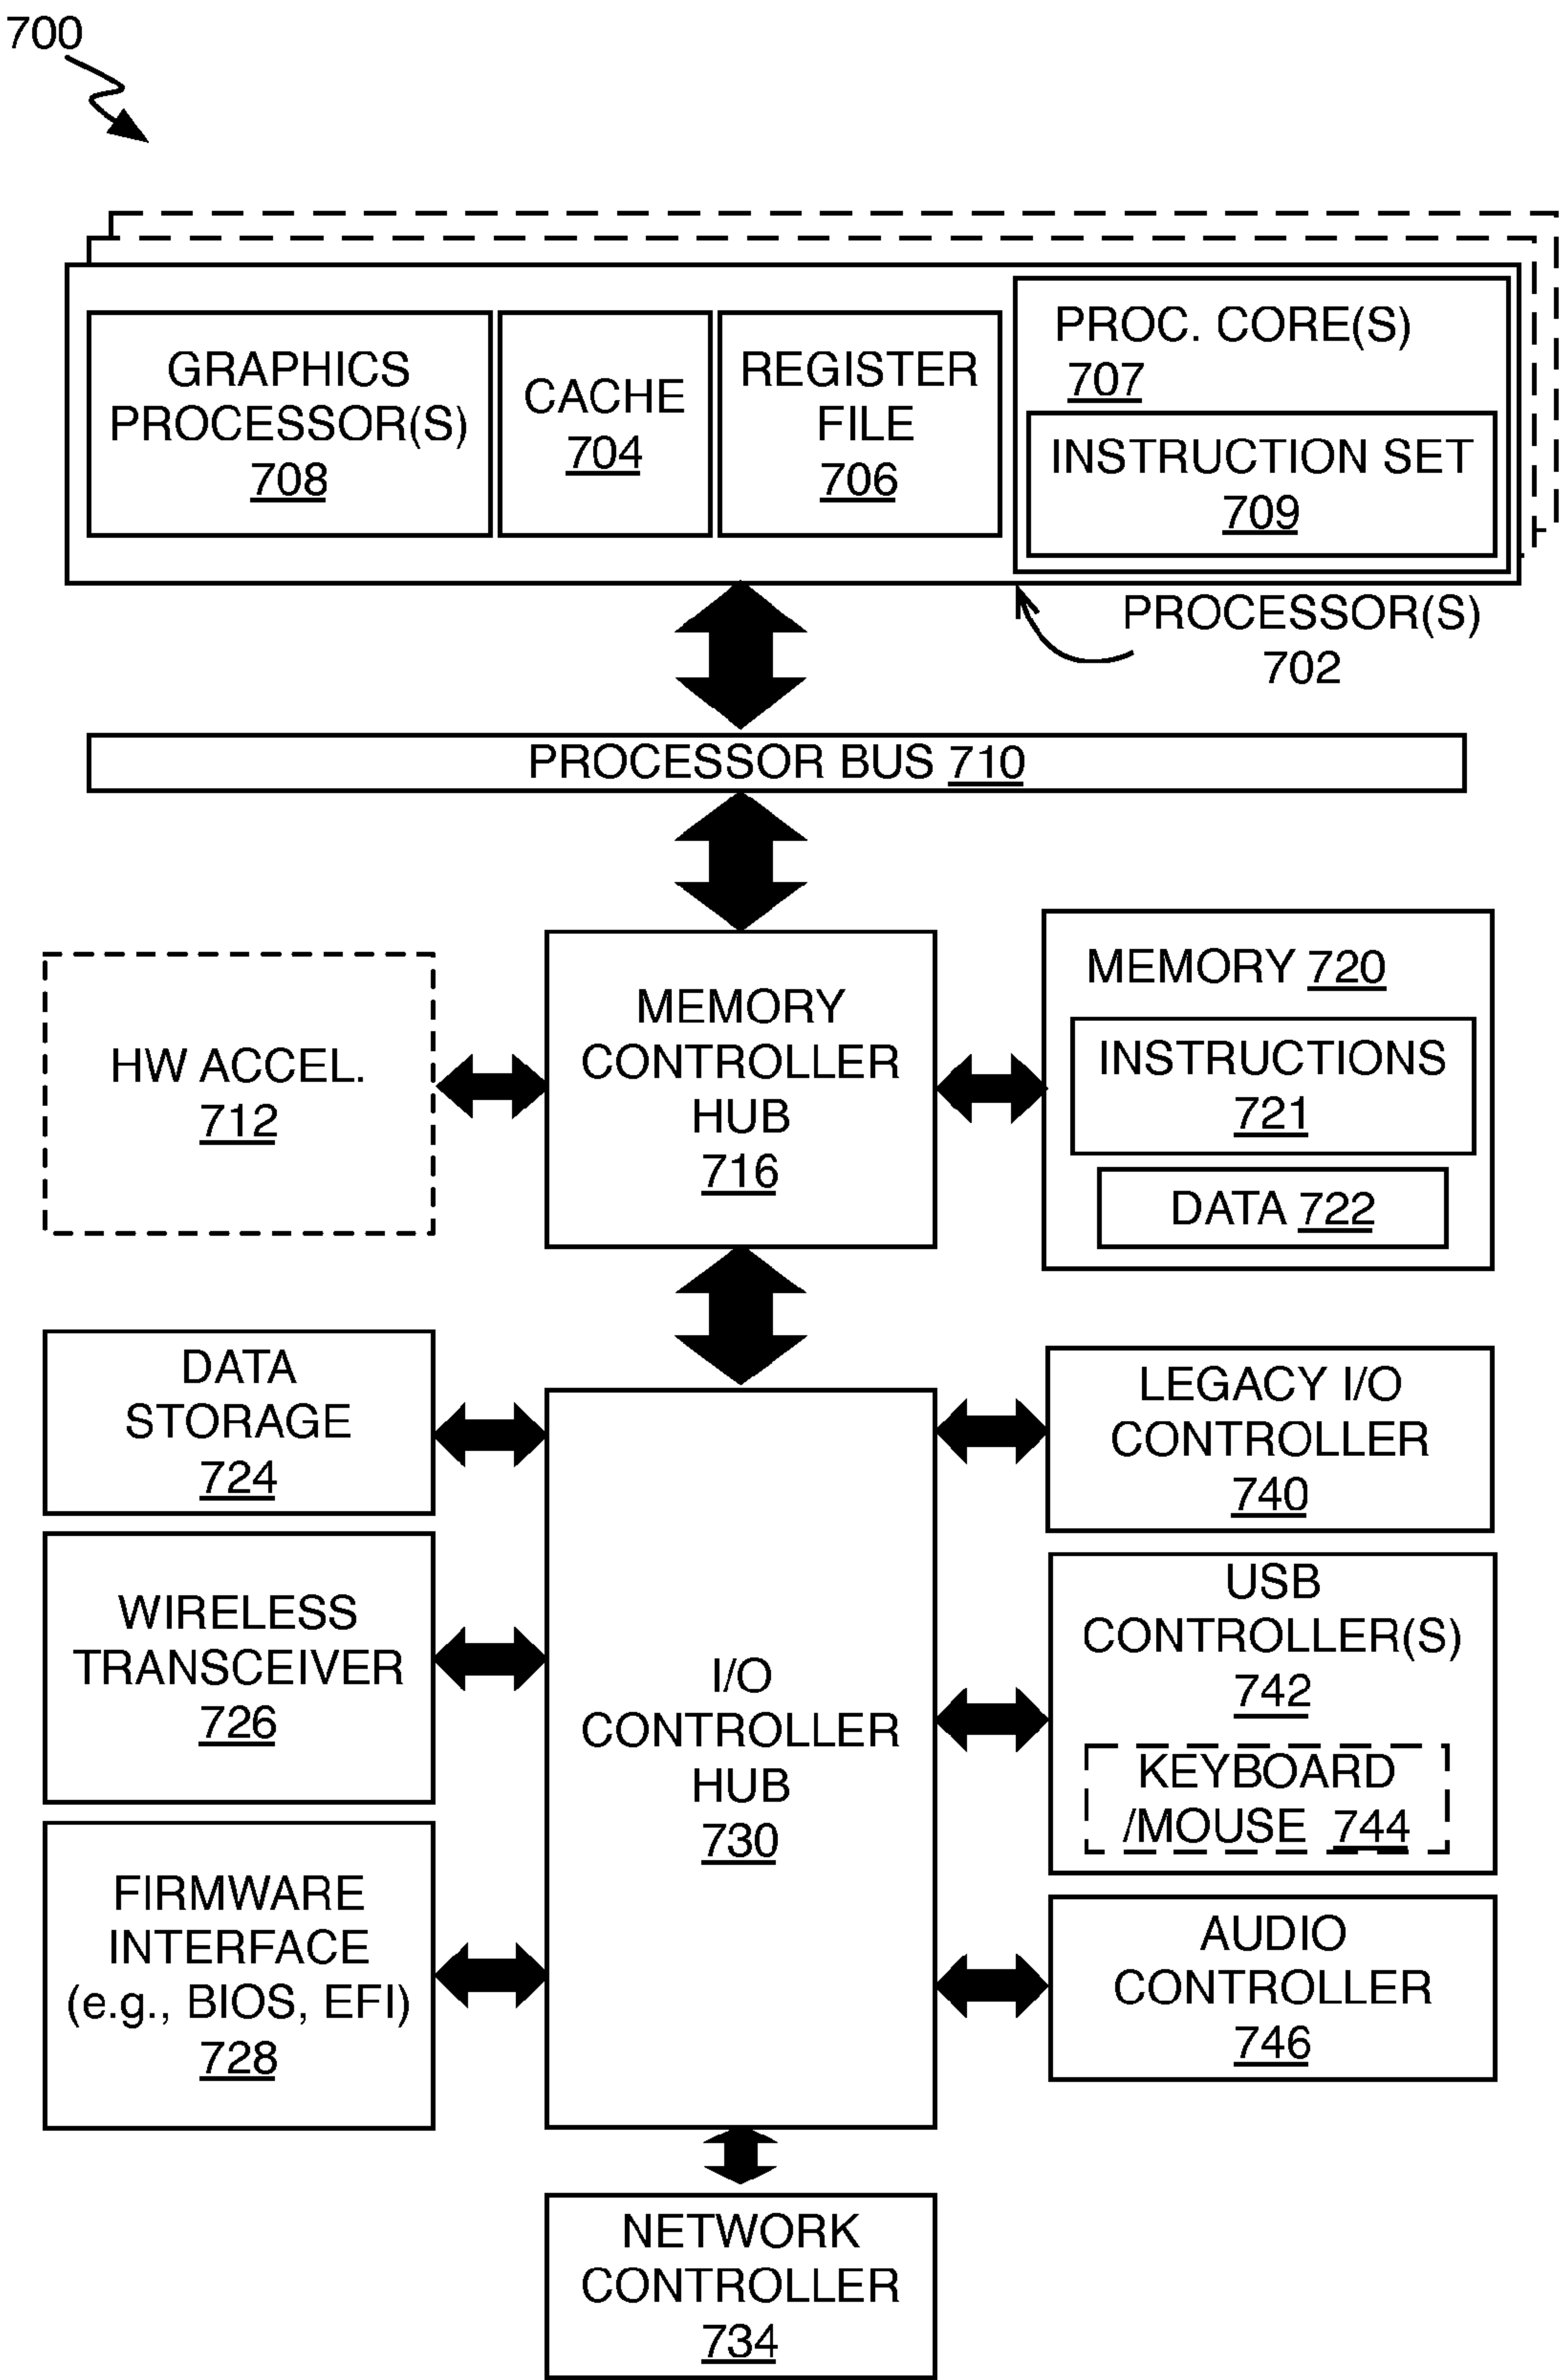 700
GRAPHICS
PROCESSOR(S)
708
CACHE
704
REGISTER
FILE
706
PROC. CORE(S)
707
INSTRUCTION SET
709
PROCESSOR(S)
702
PROCESSOR BUS 710
HW ACCEL.
712
MEMORY
CONTROLLER
HUB
716
MEMORY 720
INSTRUCTIONS
721
DATA 722
DATA
STORAGE
724
WIRELESS
TRANSCEIVER
726
FIRMWARE
INTERFACE
(e.g., BIOS, EFI)
728
I/O
CONTROLLER
HUB
730
LEGACY I/O
CONTROLLER
740
USB
CONTROLLER(S)
742
KEYBOARD
/MOUSE 744
AUDIO
CONTROLLER
746
NETWORK
CONTROLLER
734